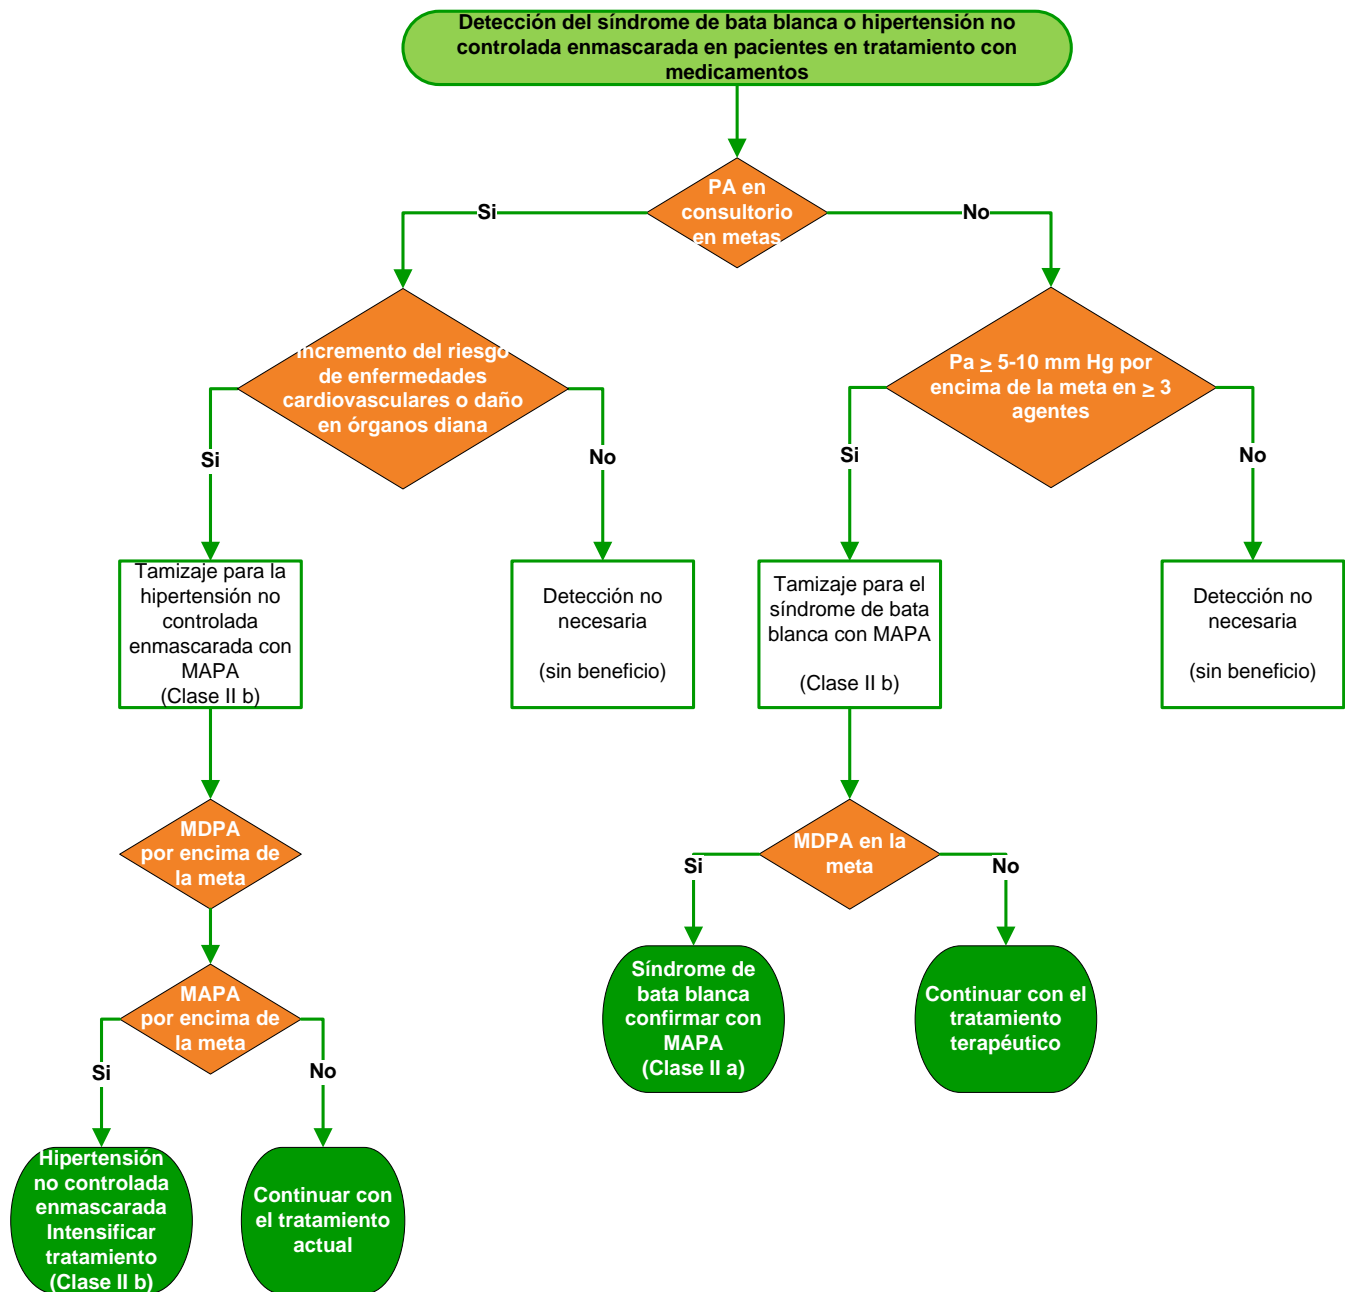 Detección del síndrome de bata blanca o hipertensión no
controlada enmascarada en pacientes en tratamiento con
medicamentos
PA en
consultorio
en metas
Si
No
Incremento del riesgo
de enfermedades
cardiovasculares o daño
en órganos diana
Pa ≥ 5-10 mm Hg por
encima de la meta en ≥ 3
agentes
Si
No
Si
No
Tamizaje para la
hipertensión no
controlada
enmascarada con
MAPA
(Clase II b)
Detección no
necesaria
(sin beneficio)
Tamizaje para el
síndrome de bata
blanca con MAPA
(Clase II b)
Detección no
necesaria
(sin beneficio)
MDPA
por encima de
la meta
MDPA en la
meta
Si
No
MAPA
por encima de
la meta
Síndrome de
bata blanca
confirmar con
MAPA
(Clase II a)
Continuar con el
tratamiento
terapéutico
Si
No
Hipertensión
no controlada
enmascarada
Intensificar
tratamiento
(Clase II b)
Continuar con
el tratamiento
actual